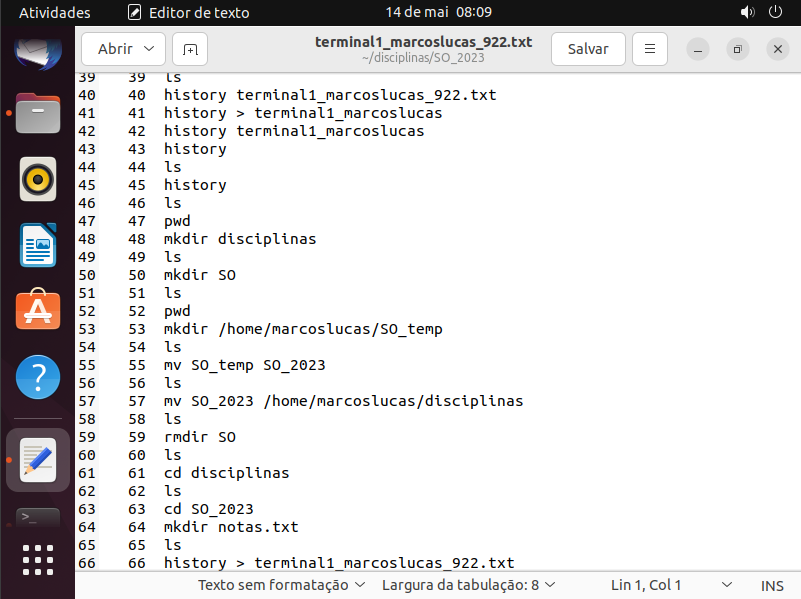 Atividades Editor de texto 14 de mai 08:09
Abrir terminal1_marcoslucas_922.txt Salvar
~/disciplinas/SO_2023
39 39 ls
40 40 history terminal1_marcoslucas_922.txt
41 41 history > terminal1_marcoslucas
42 42 history terminal1_marcoslucas
43 43 history
44 44 ls
45 45 history
46 46 ls
47 47 pwd
48 48 mkdir disciplinas
49 49 ls
50 50 mkdir SO
51 51 ls
52 52 pwd
53 53 mkdir /home/marcoslucas/SO_temp
54 54 ls
55 55 mv SO_temp SO_2023
56 56 ls
57 57 mv SO_2023 /home/marcoslucas/disciplinas
58 58 ls
59 59 rmdir SO
60 60 ls
61 61 cd disciplinas
62 62 ls
63 63 cd SO_2023
64 64 mkdir notas.txt
65 65 ls
66 66 history > terminal1_marcoslucas_922.txt
Texto sem formatação Largura da tabulação: 8 Lin 1, Col 1 INS